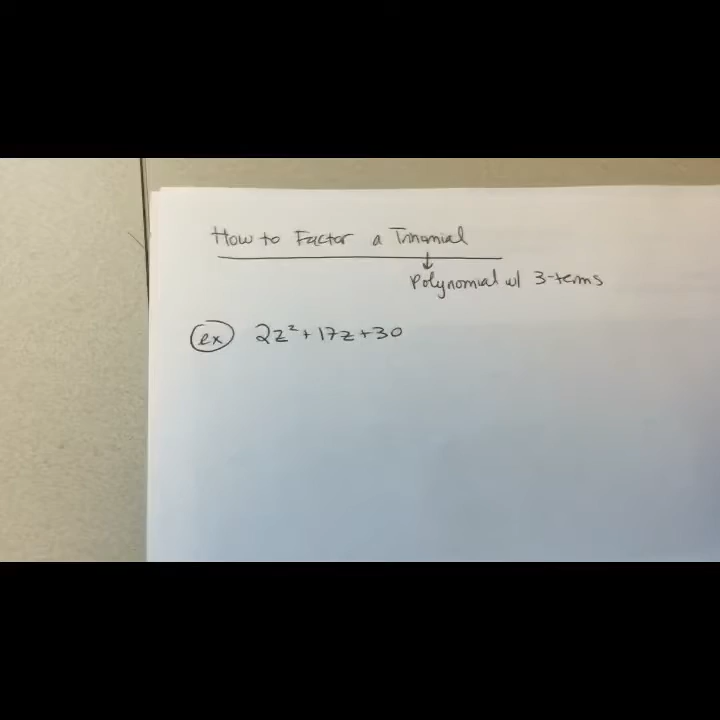 How to Factor a Trinomial
Polynomial w/ 3-terms
ex 2z²+17z+30